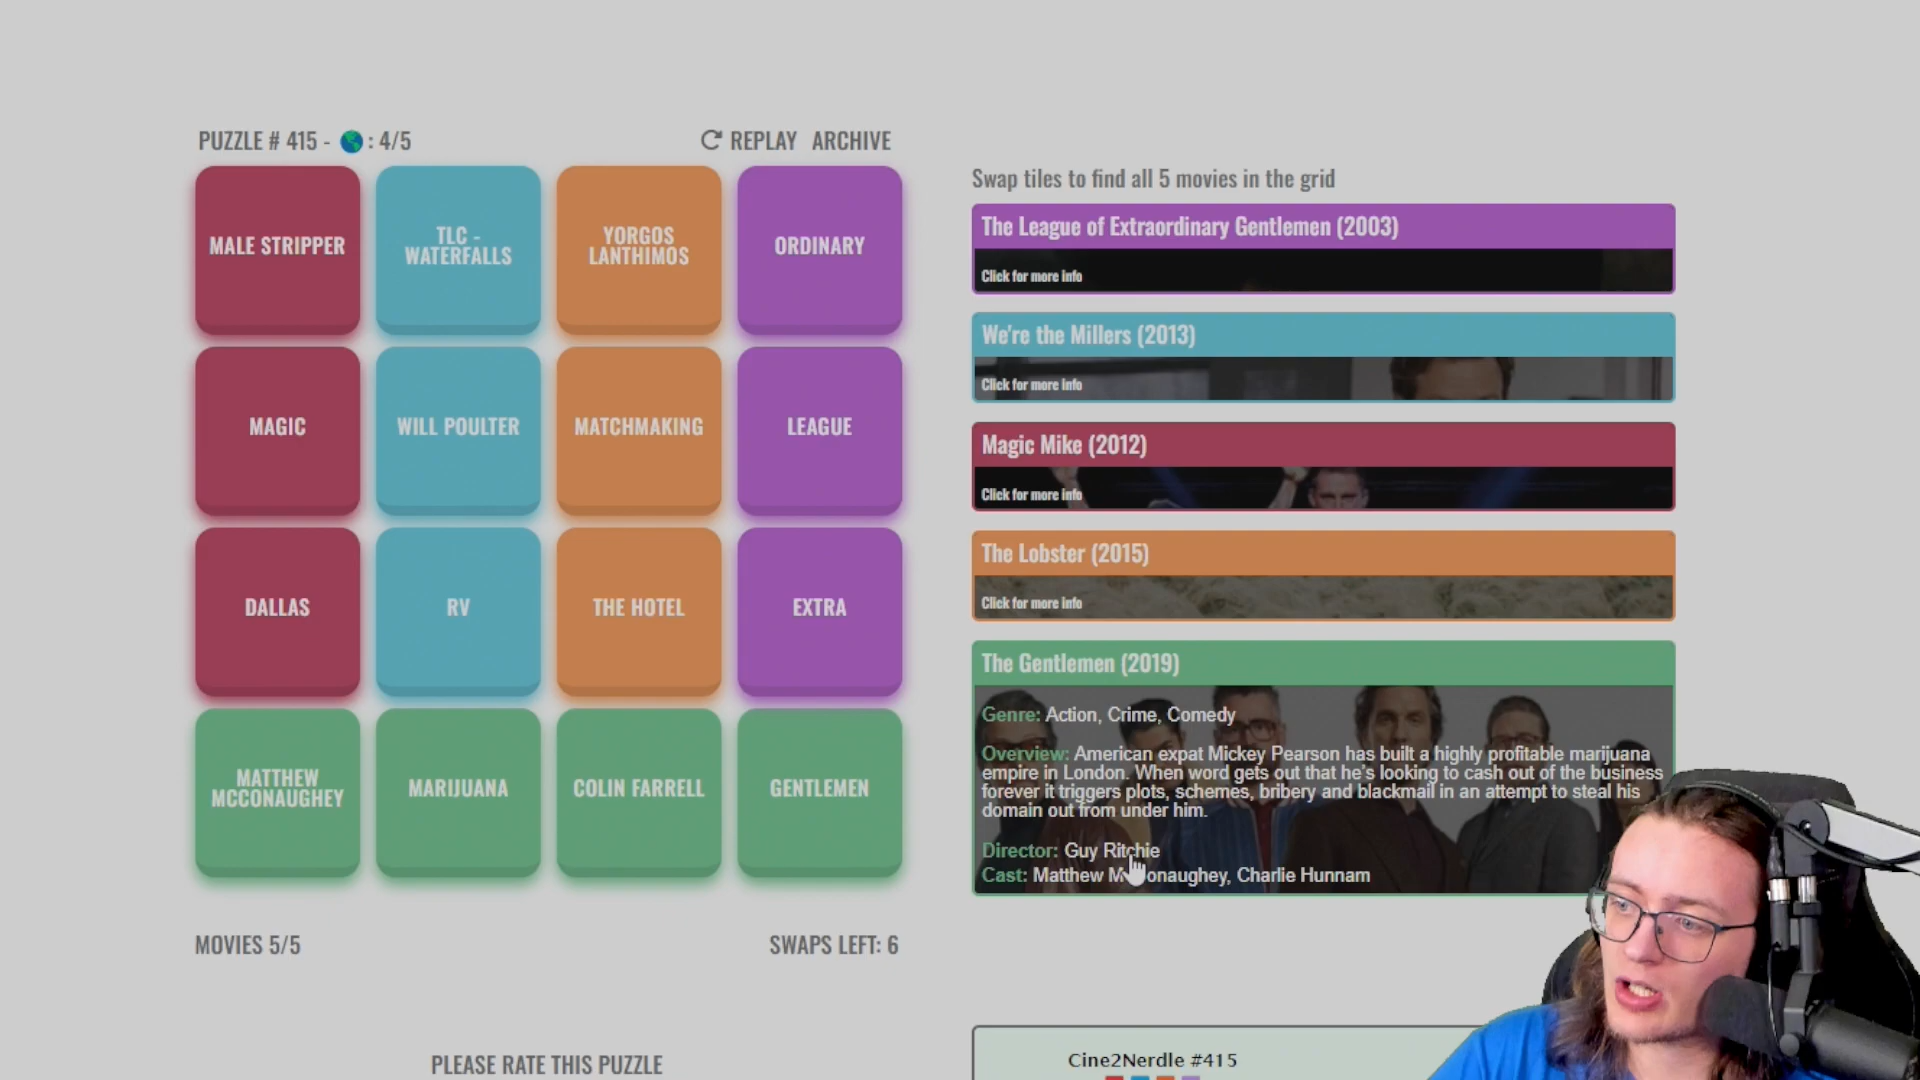 PUZZLE # 415 - : 4/5
REPLAY ARCHIVE
MALE STRIPPER
TLC -
WATERFALLS
YORGOS
LANTHIMOS
ORDINARY
MAGIC
WILL POULTER
MATCHMAKING
LEAGUE
DALLAS
RV
THE HOTEL
EXTRA
MATTHEW
MCCONAUGHEY
MARIJUANA
COLIN FARRELL
GENTLEMEN
MOVIES 5/5
SWAPS LEFT: 6
PLEASE RATE THIS PUZZLE
Swap tiles to find all 5 movies in the grid
The League of Extraordinary Gentlemen (2003)
Click for more info
We're the Millers (2013)
Click for more info
Magic Mike (2012)
Click for more info
The Lobster (2015)
Click for more info
The Gentlemen (2019)
Genre: Action, Crime, Comedy
Overview: American expat Mickey Pearson has built a highly profitable marijuana
empire in London. When word gets out that he's looking to cash out of the business
forever it triggers plots, schemes, bribery and blackmail in an attempt to steal his
domain out from under him.
Director: Guy Ritchie
Cast: Matthew McConaughey, Charlie Hunnam
Cine2Nerdle #415